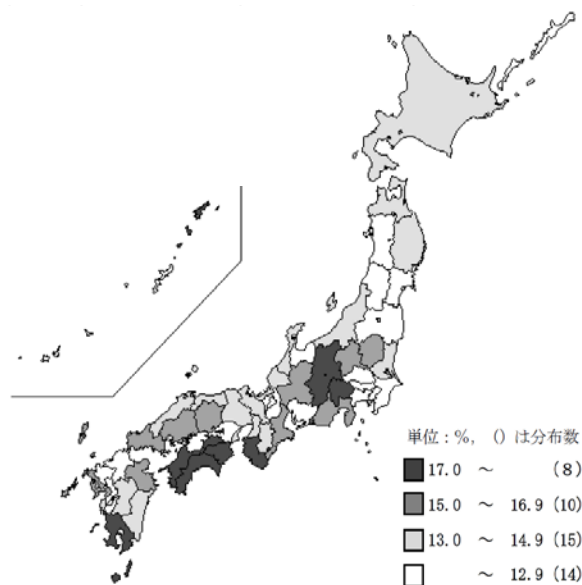 単位：%，（）は分布数
17.0 ～ （8）
15.0 ～ 16.9（10）
13.0 ～ 14.9（15）
～ 12.9（14）